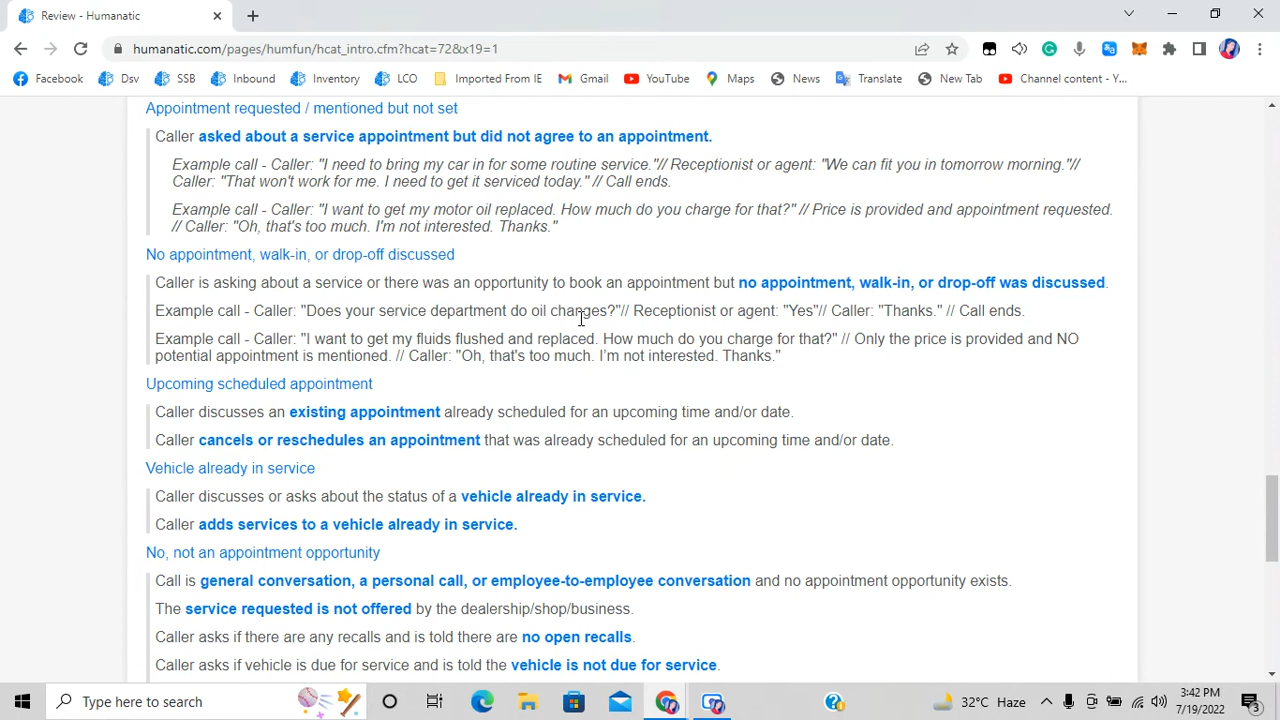 Review - Humanatic
humanatic.com/pages/humfun/hcat_intro.cfm?hcat=72&x19=1
Facebook Dsv SSB Inbound Inventory LCO Imported From IE Gmail YouTube Maps News Translate New Tab Channel content - Y...
Appointment requested / mentioned but not set
Caller asked about a service appointment but did not agree to an appointment.
Example call - Caller: "I need to bring my car in for some routine service."// Receptionist or agent: "We can fit you in tomorrow morning."//
Caller: "That won't work for me. I need to get it serviced today." // Call ends.
Example call - Caller: "I want to get my motor oil replaced. How much do you charge for that?" // Price is provided and appointment requested.
// Caller: "Oh, that's too much. I'm not interested. Thanks."
No appointment, walk-in, or drop-off discussed
Caller is asking about a service or there was an opportunity to book an appointment but no appointment, walk-in, or drop-off was discussed.
Example call - Caller: "Does your service department do oil changes?"// Receptionist or agent: "Yes"// Caller: "Thanks." // Call ends.
Example call - Caller: "I want to get my fluids flushed and replaced. How much do you charge for that?" // Only the price is provided and NO
potential appointment is mentioned. // Caller: "Oh, that's too much. I'm not interested. Thanks."
Upcoming scheduled appointment
Caller discusses an existing appointment already scheduled for an upcoming time and/or date.
Caller cancels or reschedules an appointment that was already scheduled for an upcoming time and/or date.
Vehicle already in service
Caller discusses or asks about the status of a vehicle already in service.
Caller adds services to a vehicle already in service.
No, not an appointment opportunity
Call is general conversation, a personal call, or employee-to-employee conversation and no appointment opportunity exists.
The service requested is not offered by the dealership/shop/business.
Caller asks if there are any recalls and is told there are no open recalls.
Caller asks if vehicle is due for service and is told the vehicle is not due for service.
Type here to search
32°C Haze
3:42 PM
7/19/2022
3